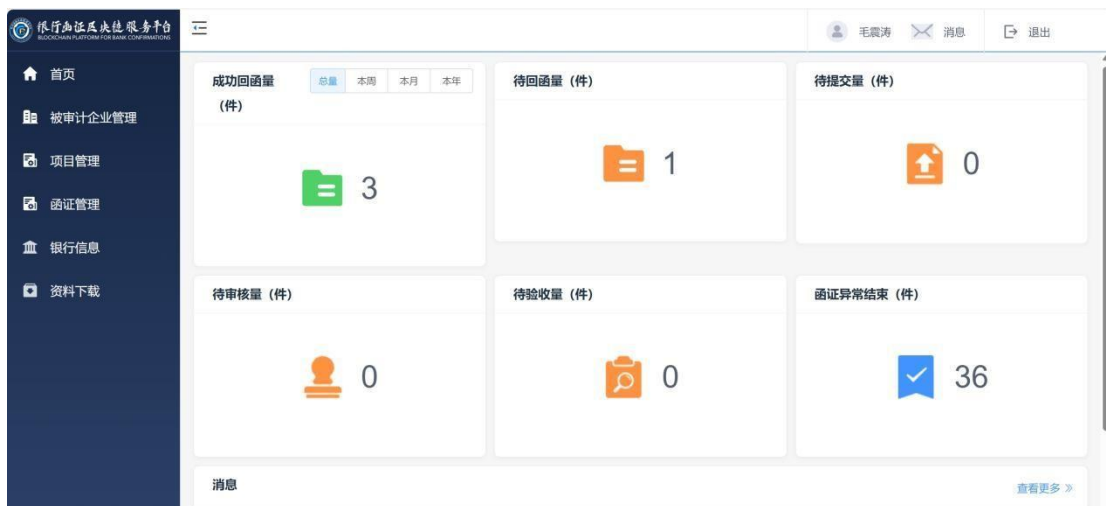 银行函证区块链服务平台
BLOCKCHAIN PLATFORM FOR BANK CONFIRMATIONS
毛震涛
消息
退出
首页
被审计企业管理
项目管理
函证管理
银行信息
资料下载
成功回函量
（件）
总量
本周
本月
本年
3
待回函量（件）
1
待提交量（件）
0
待审核量（件）
0
待验收量（件）
0
函证异常结束（件）
36
消息
查看更多 》